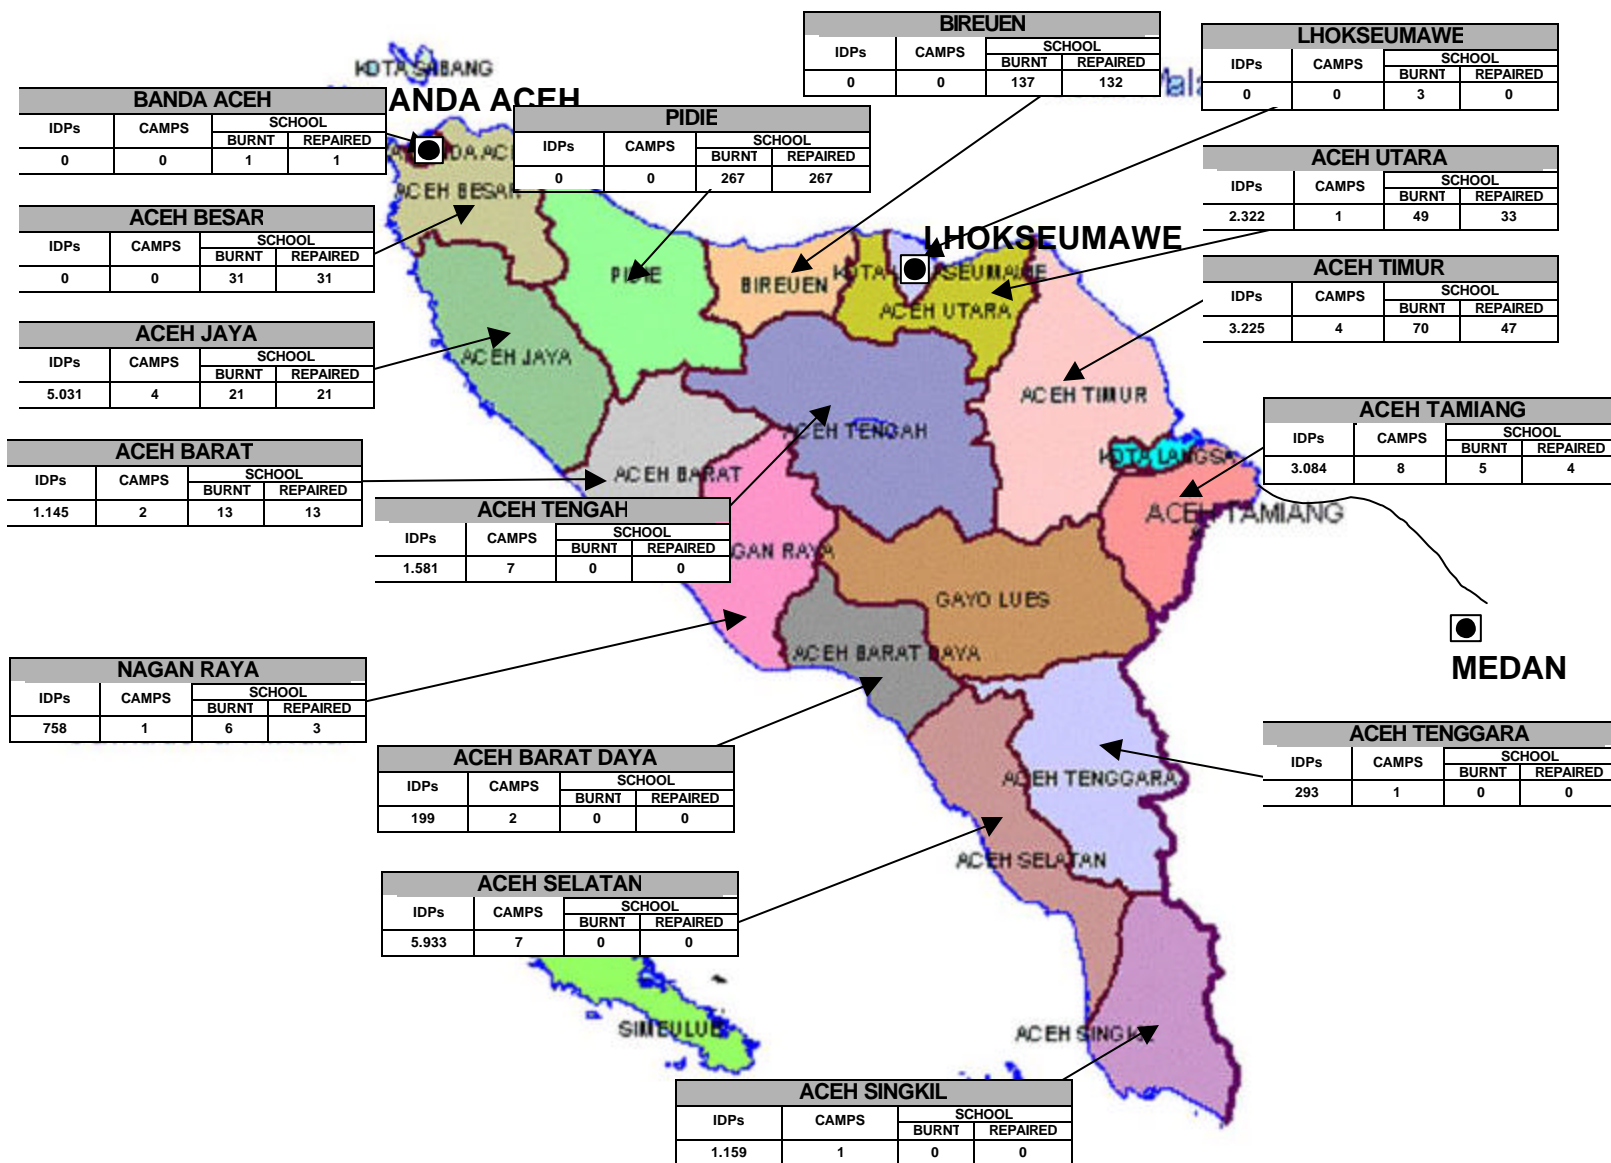 BIREUEN
IDPs CAMPS SCHOOL
BURNT REPAIRED
0 0 137 132
LHOKSEUMAWE
IDPs CAMPS SCHOOL
BURNT REPAIRED
0 0 3 0
KOTA SABANG
BANDA ACEH
IDPs CAMPS SCHOOL
BURNT REPAIRED
0 0 1 1
ANDA ACEH
PIDIE
IDPs CAMPS SCHOOL
BURNT REPAIRED
0 0 267 267
ACEH UTARA
IDPs CAMPS SCHOOL
BURNT REPAIRED
2.322 1 49 33
ACEH BESAR
ACEH BESAR
IDPs CAMPS SCHOOL
BURNT REPAIRED
0 0 31 31
LHOKSEUMAWE
ACEH TIMUR
IDPs CAMPS SCHOOL
BURNT REPAIRED
3.225 4 70 47
PIDIE
BIREUEN
ACEH UTARA
ACEH JAYA
IDPs CAMPS SCHOOL
BURNT REPAIRED
5.031 4 21 21
ACEH JAYA
ACEH TIMUR
ACEH TENGAH
ACEH TAMIANG
IDPs CAMPS SCHOOL
BURNT REPAIRED
3.084 8 5 4
KOTA LANGSA
ACEH BARAT
IDPs CAMPS SCHOOL
BURNT REPAIRED
1.145 2 13 13
ACEH BARAT
ACEH TENGAH
IDPs CAMPS SCHOOL
BURNT REPAIRED
1.581 7 0 0
ACEH TAMIANG
GAN RAYA
GAYO LUES
MEDAN
ACEH BARAT DAYA
NAGAN RAYA
IDPs CAMPS SCHOOL
BURNT REPAIRED
758 1 6 3
ACEH BARAT DAYA
IDPs CAMPS SCHOOL
BURNT REPAIRED
199 2 0 0
ACEH TENGGARA
IDPs CAMPS SCHOOL
BURNT REPAIRED
293 1 0 0
ACEH TENGGARA
ACEH SELATAN
ACEH SELATAN
IDPs CAMPS SCHOOL
BURNT REPAIRED
5.933 7 0 0
SIMEULUE
ACEH SINGKIL
ACEH SINGKIL
IDPs CAMPS SCHOOL
BURNT REPAIRED
1.159 1 0 0